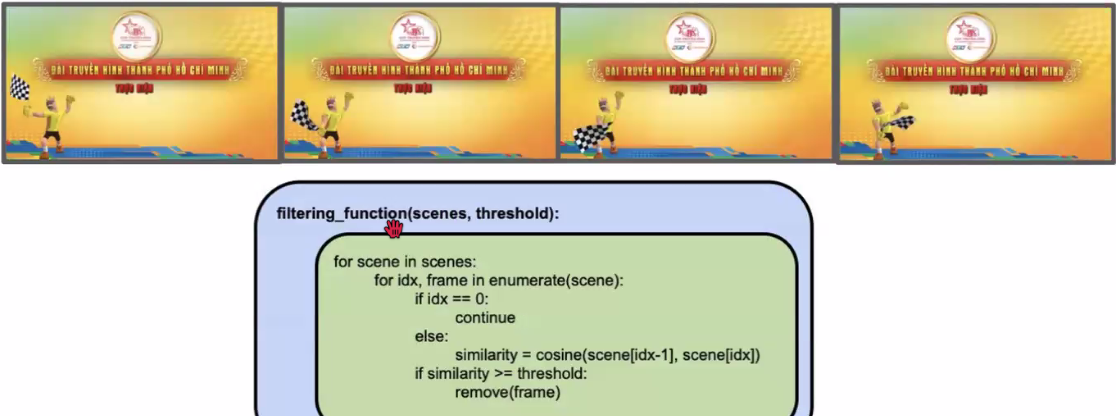 ĐÀI TRUYỀN HÌNH THÀNH PHỐ HỒ CHÍ MINH
THỰC HIỆN
ĐÀI TRUYỀN HÌNH THÀNH PHỐ HỒ CHÍ MINH
THỰC HIỆN
ĐÀI TRUYỀN HÌNH THÀNH PHỐ HỒ CHÍ MINH
THỰC HIỆN
ĐÀI TRUYỀN HÌNH THÀNH PHỐ HỒ CHÍ MINH
THỰC HIỆN
filtering_function(scenes, threshold):
for scene in scenes:
for idx, frame in enumerate(scene):
if idx == 0:
continue
else:
similarity = cosine(scene[idx-1], scene[idx])
if similarity >= threshold:
remove(frame)